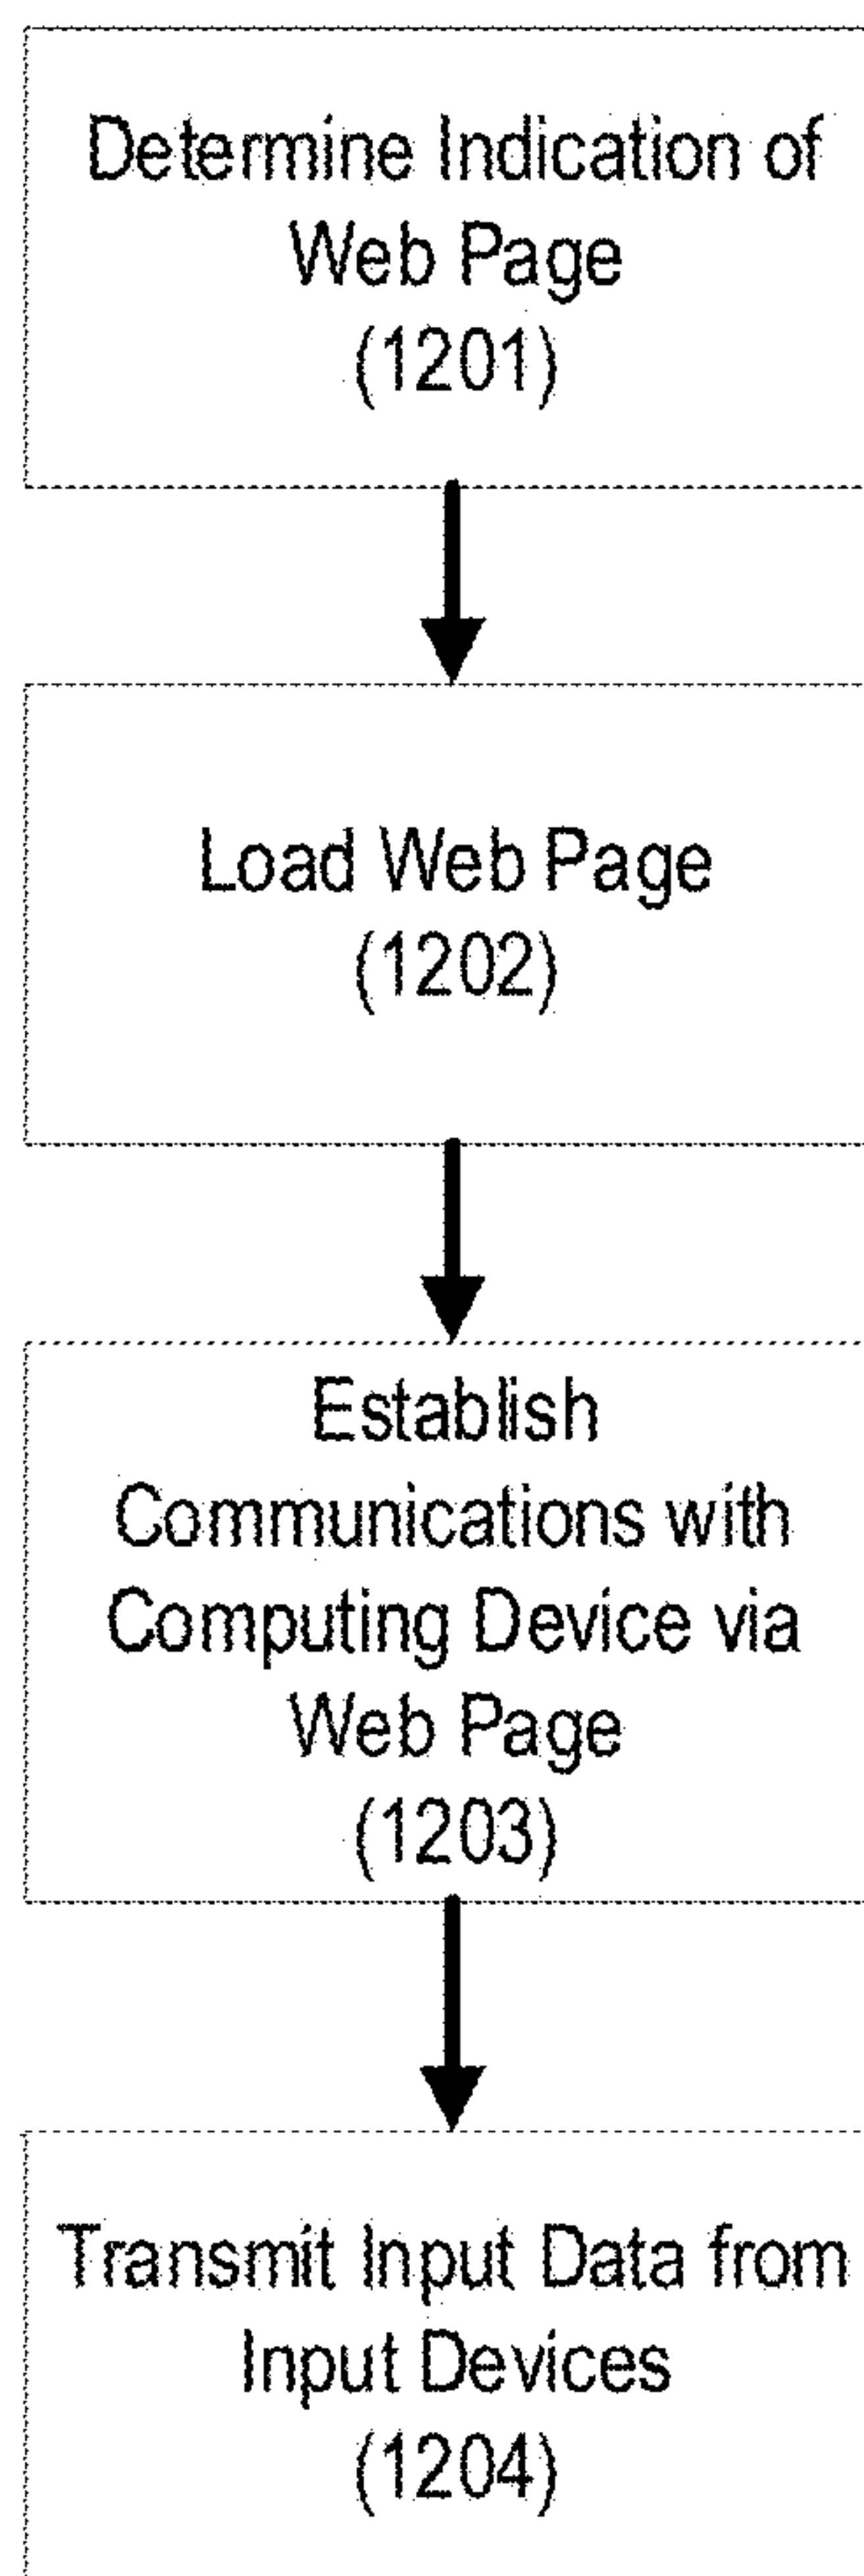 Determine Indication of
Web Page
(1201)
Load Web Page
(1202)
Establish
Communications with
Computing Device via
Web Page
(1203)
Transmit Input Data from
Input Devices
(1204)